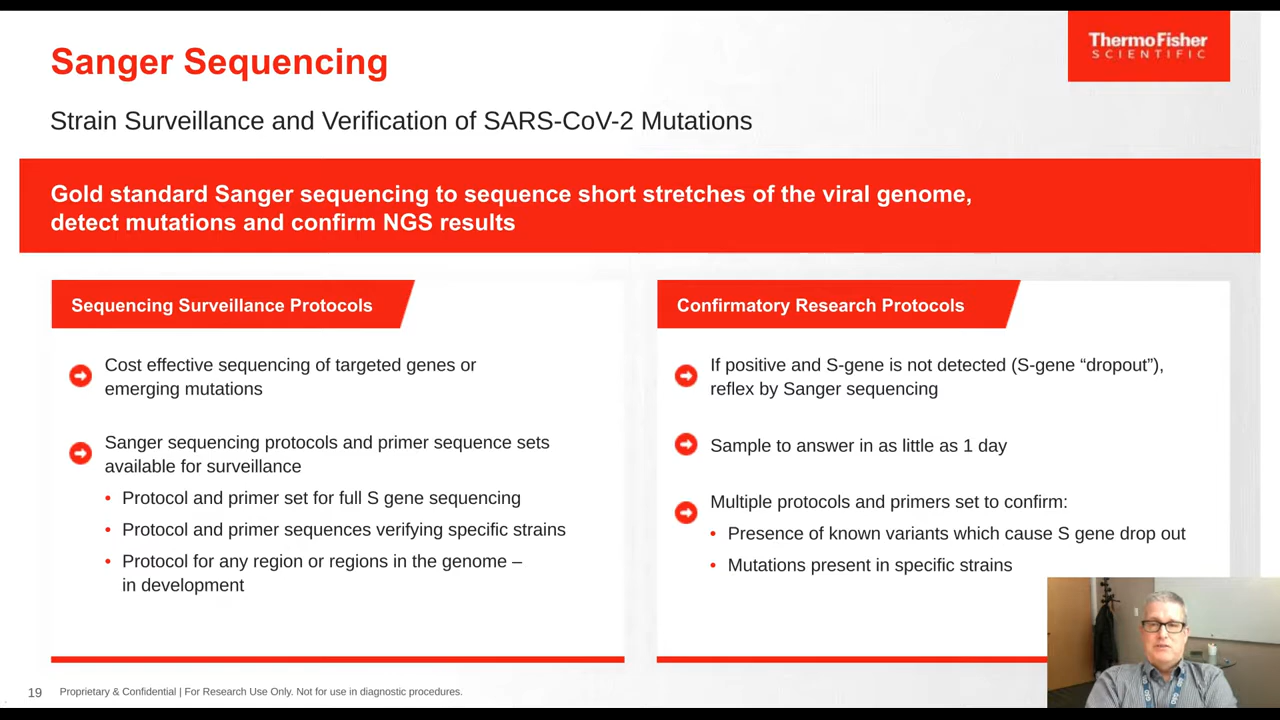 Sanger Sequencing
ThermoFisher
SCIENTIFIC
Strain Surveillance and Verification of SARS-CoV-2 Mutations
Gold standard Sanger sequencing to sequence short stretches of the viral genome,
detect mutations and confirm NGS results
Sequencing Surveillance Protocols
Cost effective sequencing of targeted genes or
emerging mutations
Sanger sequencing protocols and primer sequence sets
available for surveillance
• Protocol and primer set for full S gene sequencing
• Protocol and primer sequences verifying specific strains
• Protocol for any region or regions in the genome –
in development
Confirmatory Research Protocols
If positive and S-gene is not detected (S-gene “dropout”),
reflex by Sanger sequencing
Sample to answer in as little as 1 day
Multiple protocols and primers set to confirm:
• Presence of known variants which cause S gene drop out
• Mutations present in specific strains
19 Proprietary & Confidential | For Research Use Only. Not for use in diagnostic procedures.